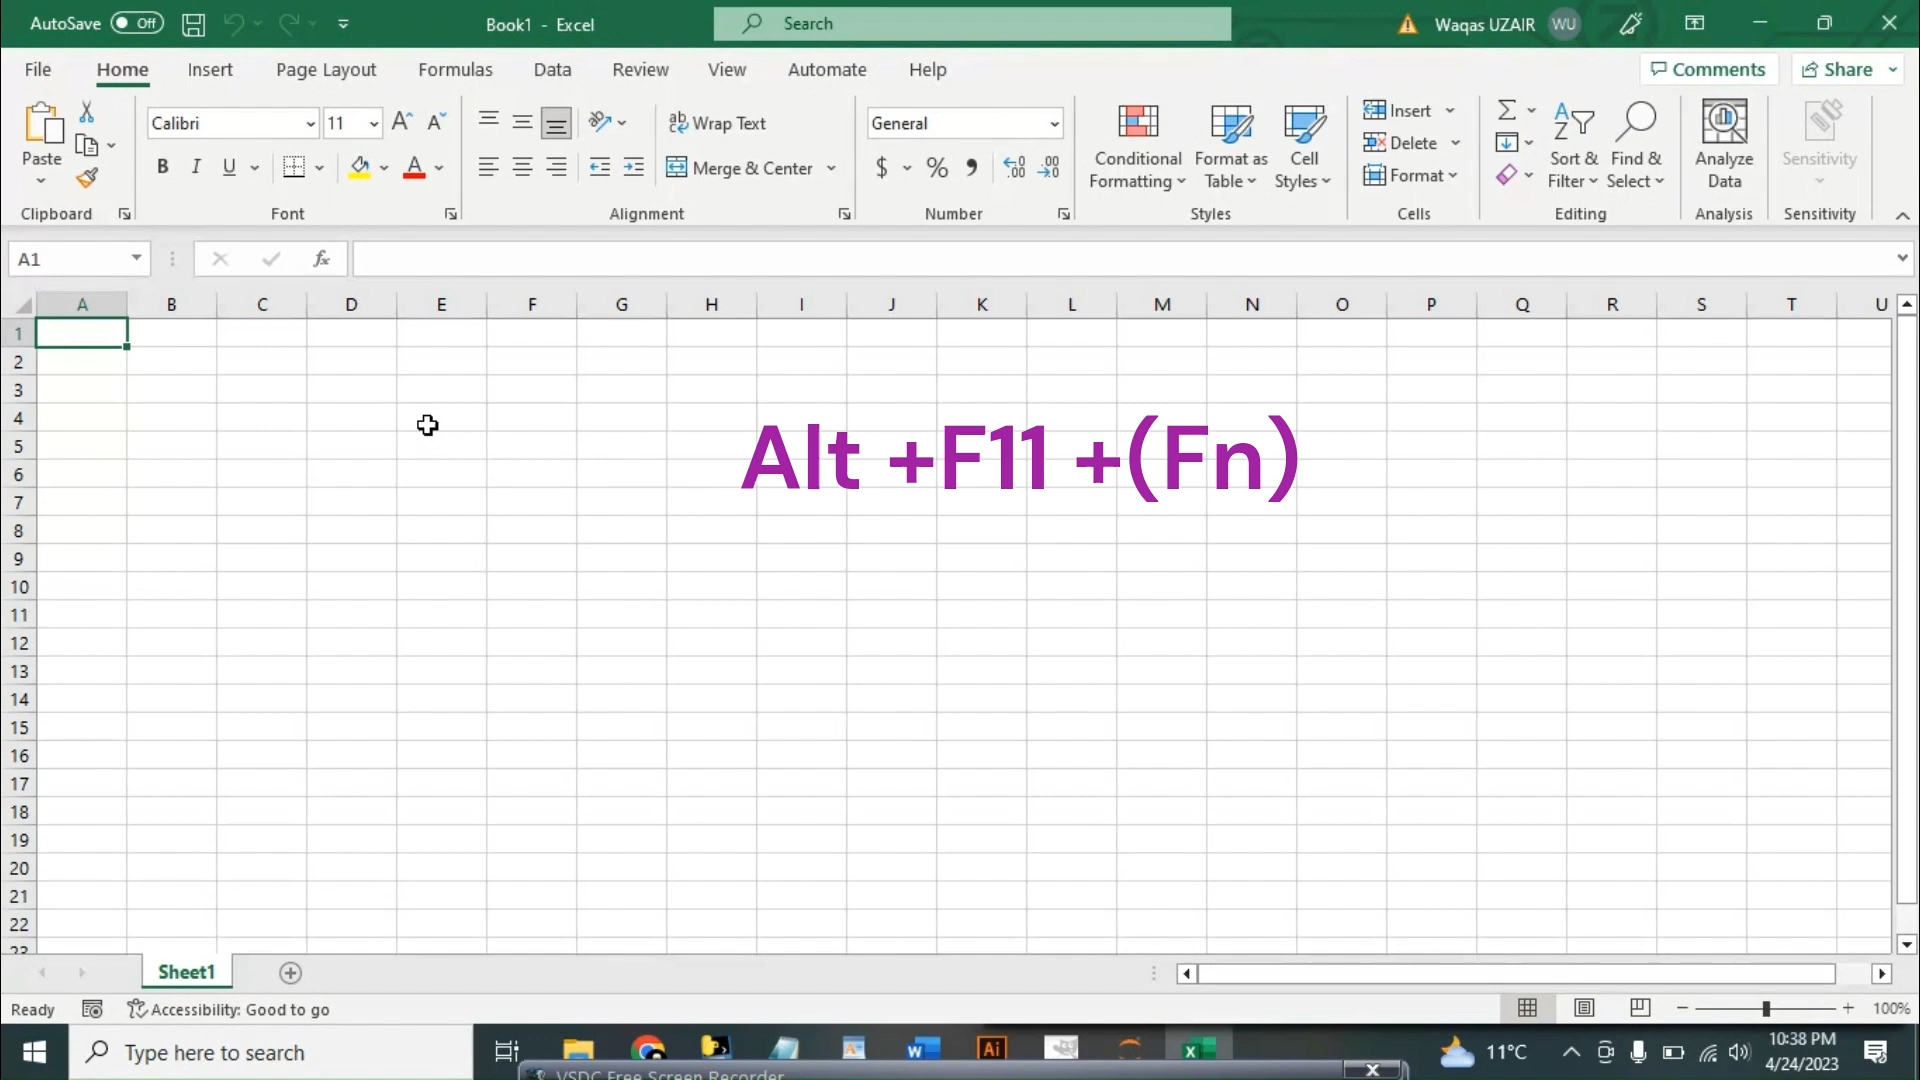 AutoSave Off Book1 - Excel Search Waqas UZAIR WU
File Home Insert Page Layout Formulas Data Review View Automate Help Comments Share
Paste
Clipboard
Calibri 11
B I U A
Font
Wrap Text
Merge & Center
Alignment
General
$ % , .00 .00
Number
Conditional Formatting
Format as Table
Cell Styles
Styles
Insert
Delete
Format
Cells
Sort & Filter
Find & Select
Editing
Analyze Data
Analysis
Sensitivity
Sensitivity
A1 fx
A B C D E F G H I J K L M N O P Q R S T U
1
2
3
4
5
6
7
8
9
10
11
12
13
14
15
16
17
18
19
20
21
22
23
Alt +F11 +(Fn)
Sheet1
Ready Accessibility: Good to go 100%
Type here to search
VSDC Free Screen Recorder X
11°C
10:38 PM
4/24/2023